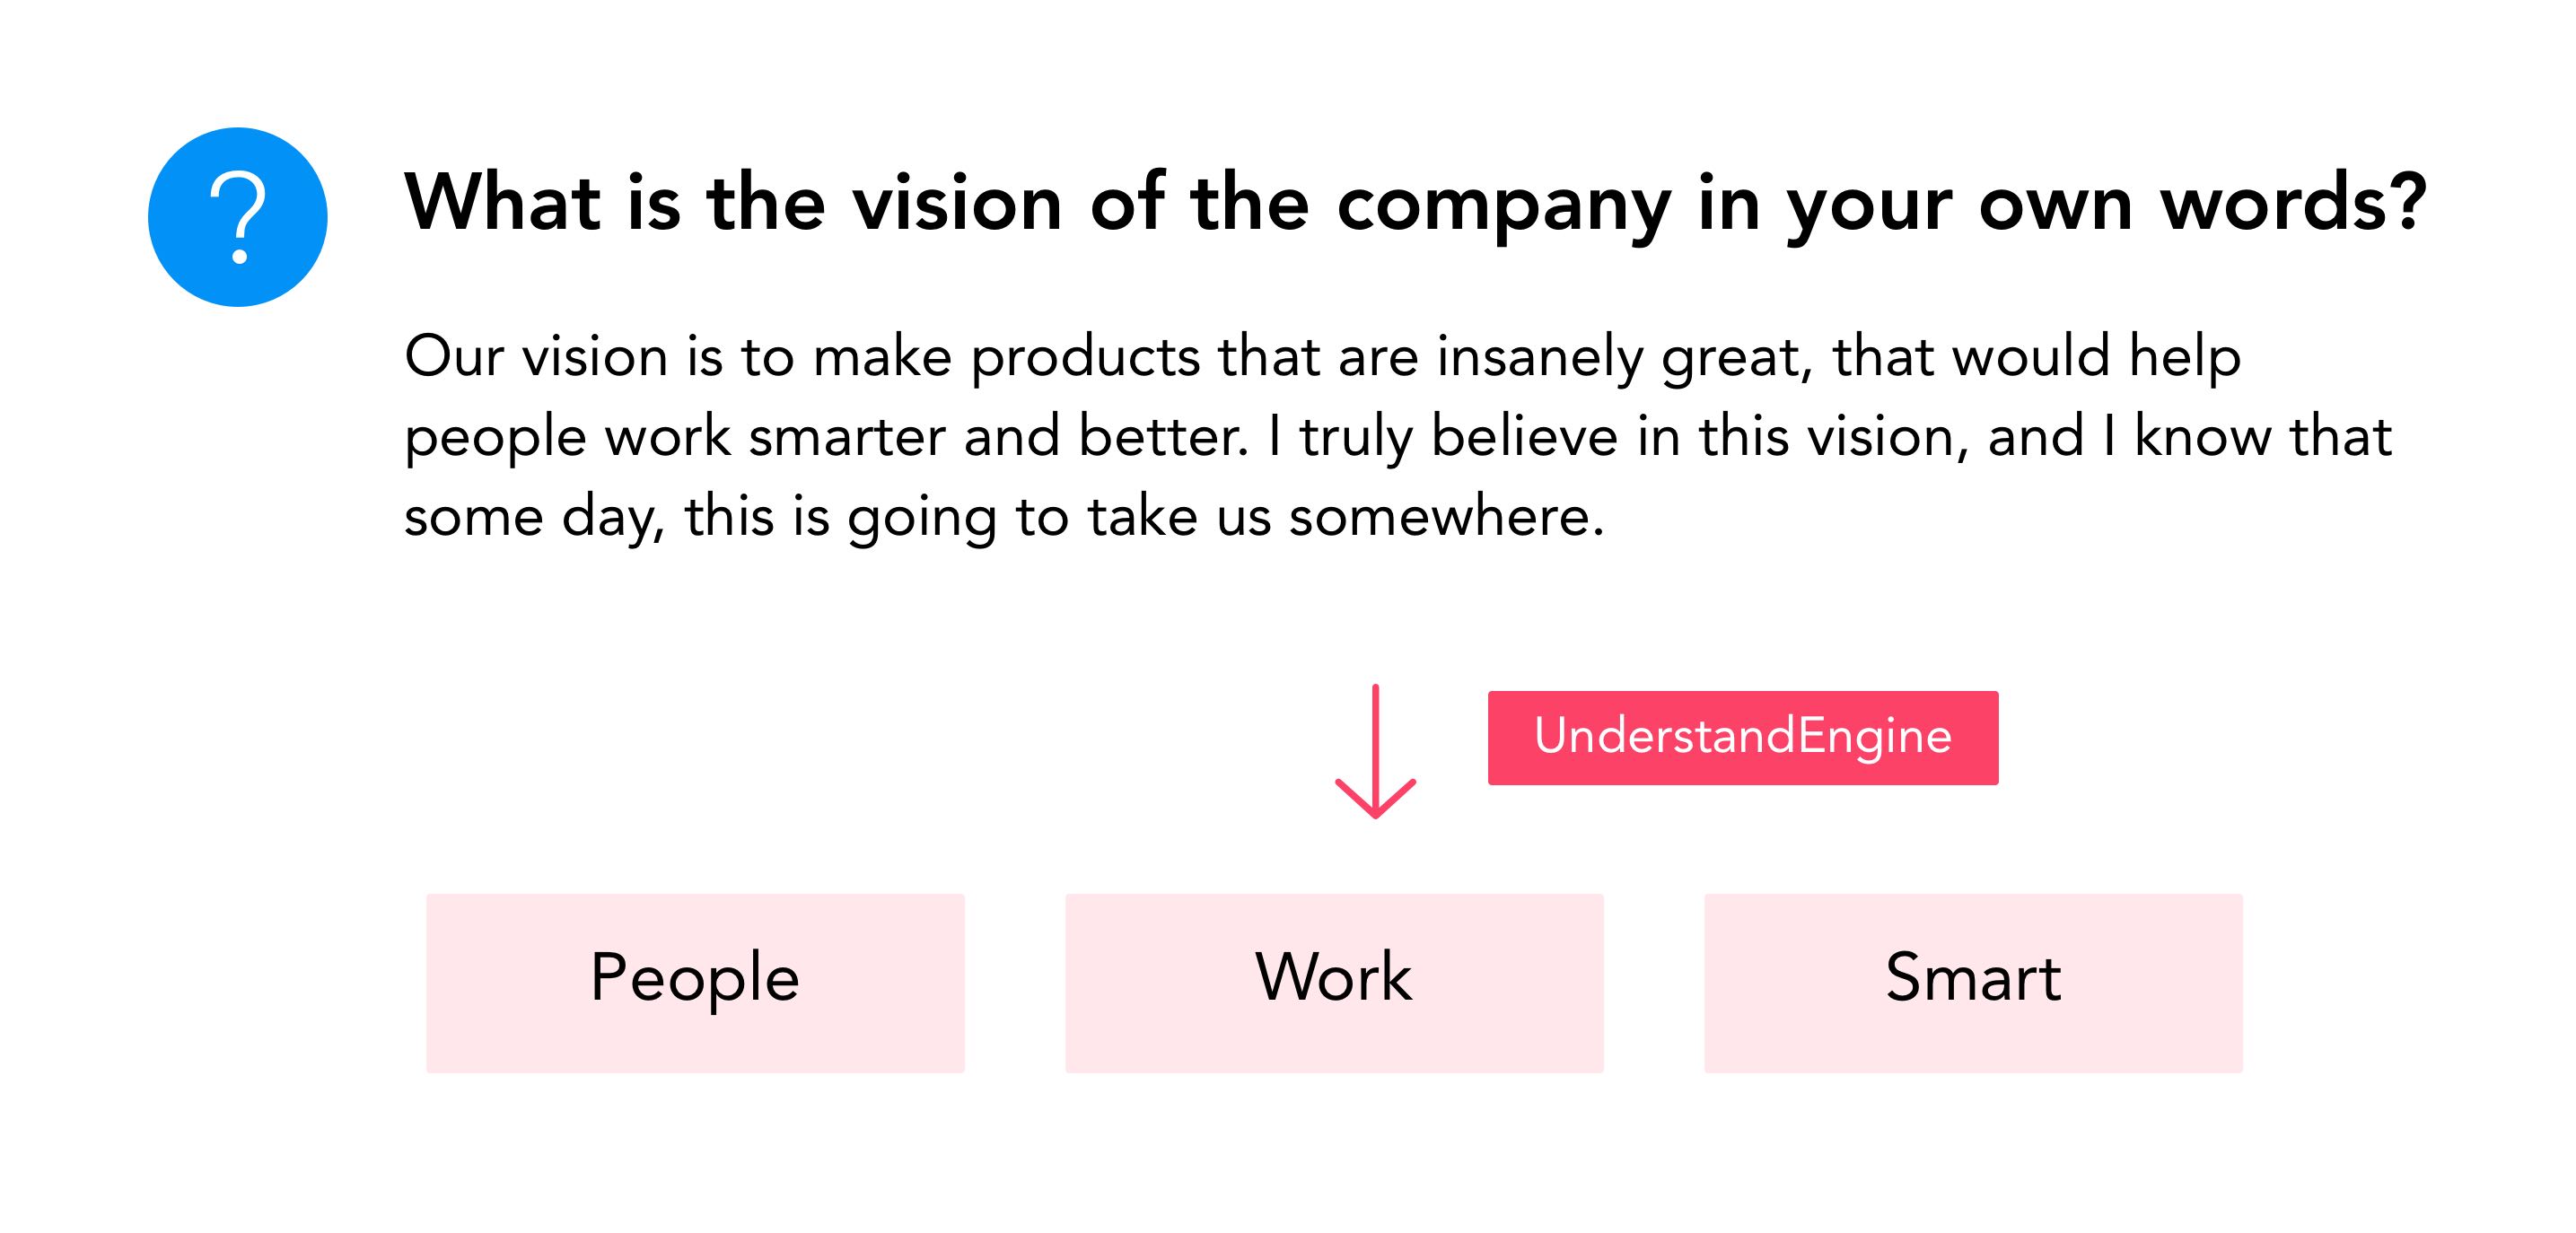 ?
What is the vision of the company in your own words?
Our vision is to make products that are insanely great, that would help
people work smarter and better. I truly believe in this vision, and I know that
some day, this is going to take us somewhere.
UnderstandEngine
People
Work
Smart